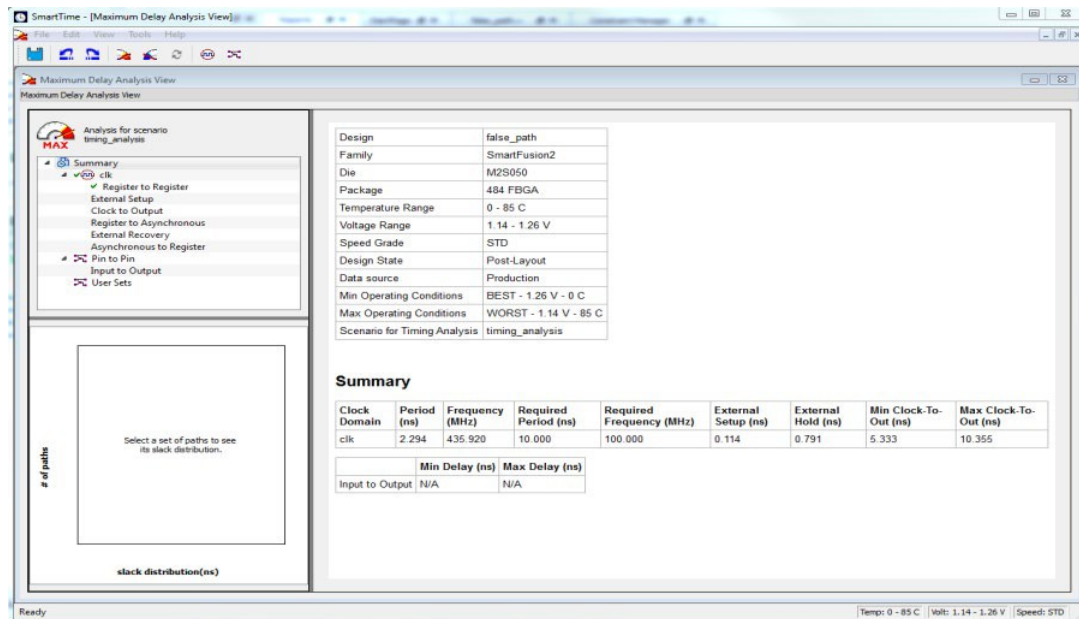 SmartTime - [Maximum Delay Analysis View]
File Edit View Tools Help
Maximum Delay Analysis View
Maximum Delay Analysis View
Analysis for scenario
timing_analysis
MAX
Summary
clk
Register to Register
External Setup
Clock to Output
Register to Asynchronous
External Recovery
Asynchronous to Register
Pin to Pin
Input to Output
User Sets
Select a set of paths to see
its slack distribution.
# of paths
slack distribution(ns)
Design false_path
Family SmartFusion2
Die M2S050
Package 484 FBGA
Temperature Range 0 - 85 C
Voltage Range 1.14 - 1.26 V
Speed Grade STD
Design State Post-Layout
Data source Production
Min Operating Conditions BEST - 1.26 V - 0 C
Max Operating Conditions WORST - 1.14 V - 85 C
Scenario for Timing Analysis timing_analysis
Summary
Clock Domain Period (ns) Frequency (MHz) Required Period (ns) Required Frequency (MHz) External Setup (ns) External Hold (ns) Min Clock-To-Out (ns) Max Clock-To-Out (ns)
clk 2.294 435.920 10.000 100.000 0.114 0.791 5.333 10.355
Min Delay (ns) Max Delay (ns)
Input to Output N/A N/A
Ready
Temp: 0 - 85 C Volt: 1.14 - 1.26 V Speed: STD